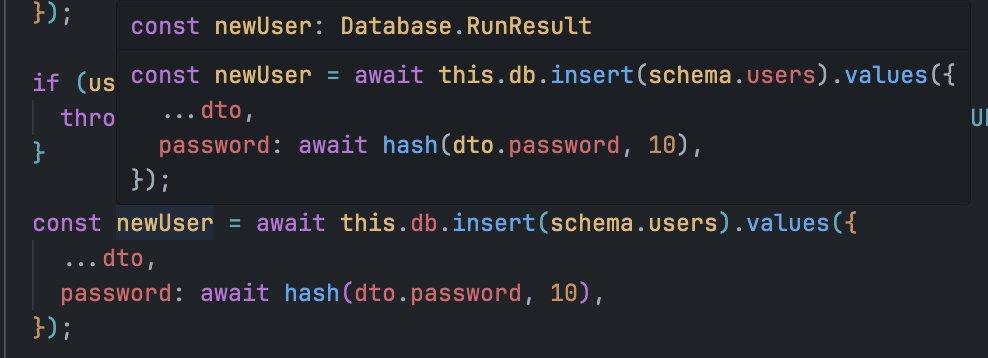 });
const newUser: Database.RunResult
const newUser = await this.db.insert(schema.users).values({
...dto,
password: await hash(dto.password, 10),
});
if (us
thro
}
const newUser = await this.db.insert(schema.users).values({
...dto,
password: await hash(dto.password, 10),
});